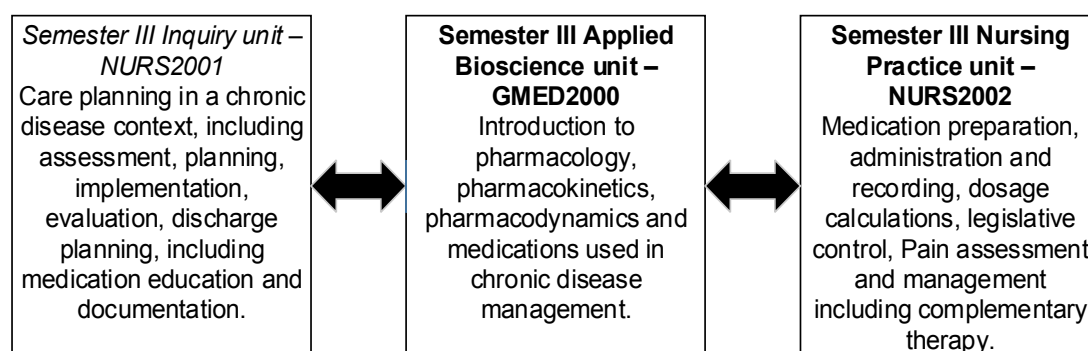 Semester III Inquiry unit –
NURS2001
Care planning in a chronic
disease context, including
assessment, planning,
implementation,
evaluation, discharge
planning, including
medication education and
documentation.
Semester III Applied
Bioscience unit –
GMED2000
Introduction to
pharmacology,
pharmacokinetics,
pharmacodynamics and
medications used in
chronic disease
management.
Semester III Nursing
Practice unit –
NURS2002
Medication preparation,
administration and
recording, dosage
calculations, legislative
control, Pain assessment
and management
including complementary
therapy.